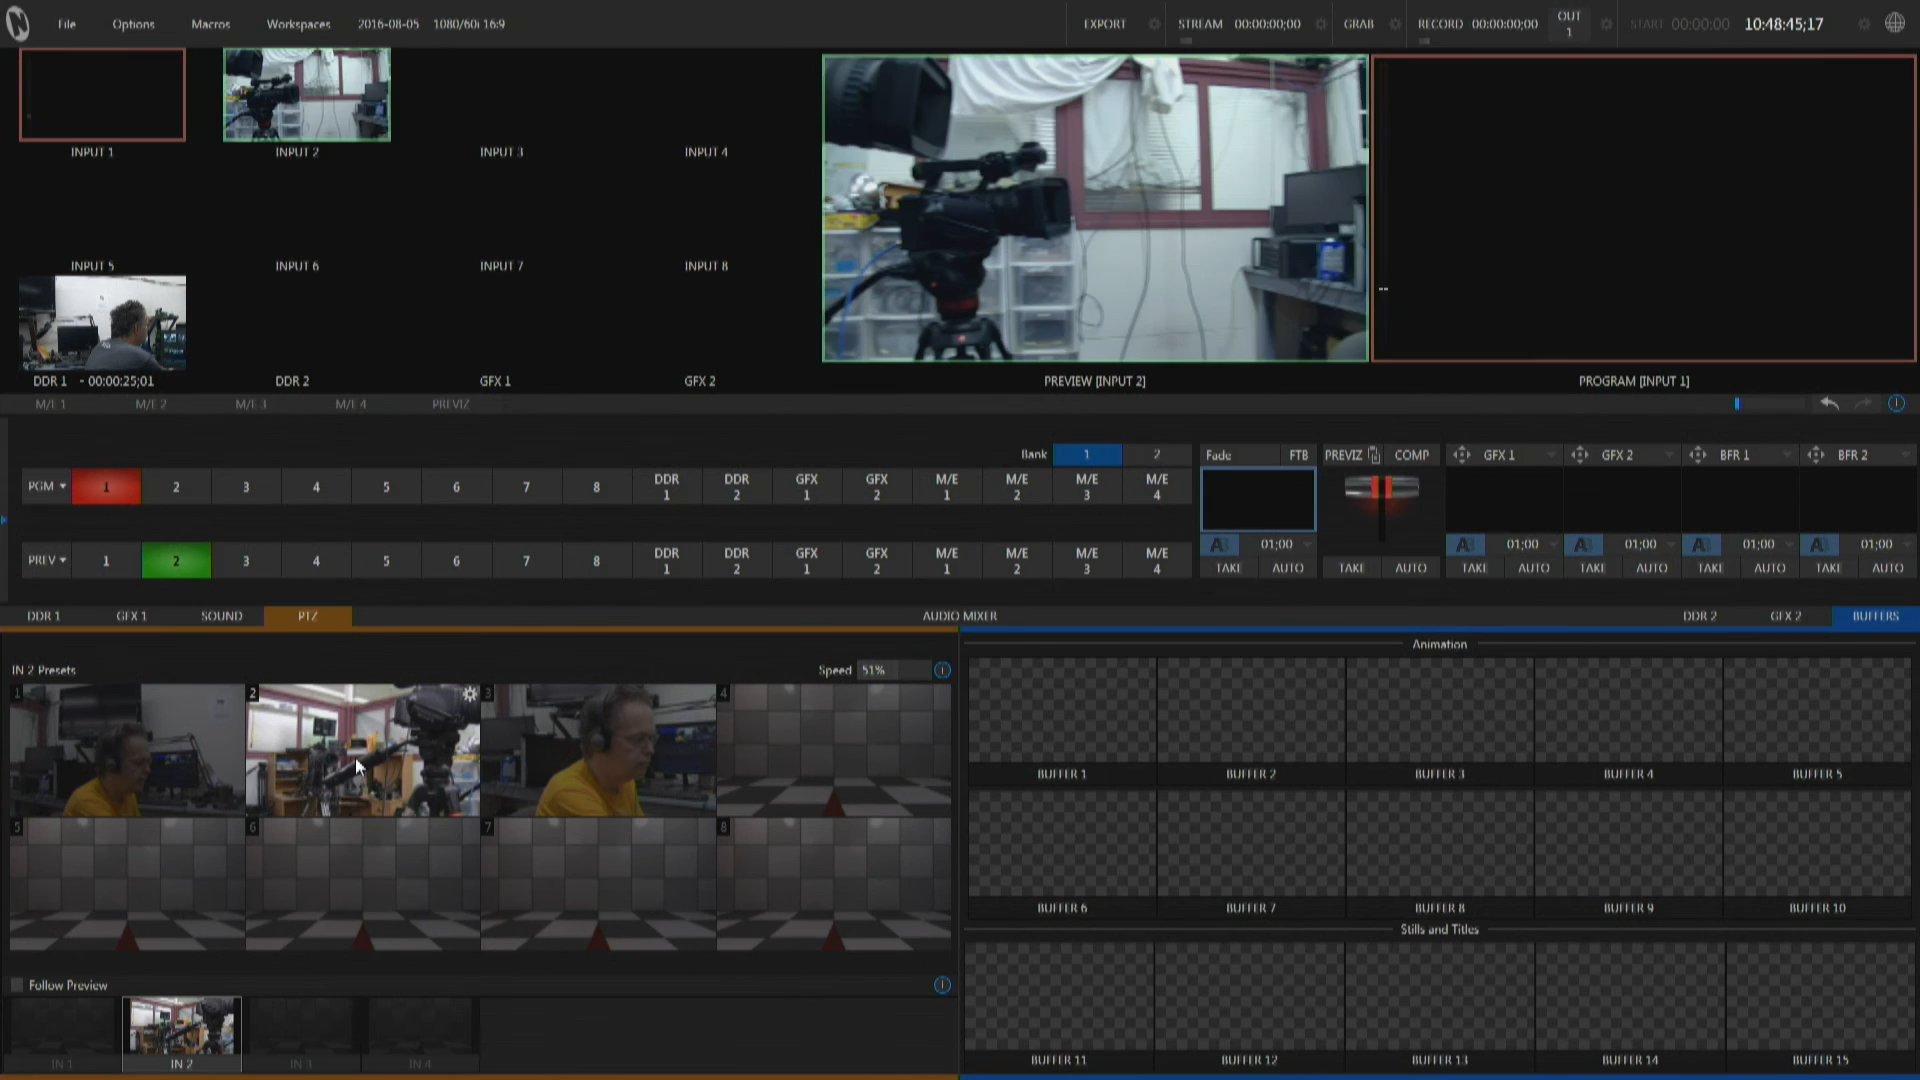 File Options Macros Workspaces 2016-08-05 1080/60i 16:9 EXPORT STREAM 00:00:00;00 GRAB RECORD 00:00:00;00 OUT 1 START 00:00:00 10:48:45;17
INPUT 1 INPUT 2 INPUT 3 INPUT 4
INPUT 5 INPUT 6 INPUT 7 INPUT 8
DDR 1 - 00:00:25;01 DDR 2 GFX 1 GFX 2 PREVIEW [INPUT 2] PROGRAM [INPUT 1]
M/E 1 M/E 2 M/E 3 M/E 4 PREVIZ
Bank 1 2 Fade FTB PREVIZ COMP GFX 1 GFX 2 BFR 1 BFR 2
PGM 1 2 3 4 5 6 7 8 DDR 1 DDR 2 GFX 1 GFX 2 M/E 1 M/E 2 M/E 3 M/E 4
AB 01;00 AB 01;00 AB 01;00 AB 01;00 AB 01;00
PREV 1 2 3 4 5 6 7 8 DDR 1 DDR 2 GFX 1 GFX 2 M/E 1 M/E 2 M/E 3 M/E 4
TAKE AUTO TAKE AUTO TAKE AUTO TAKE AUTO TAKE AUTO TAKE AUTO
DDR 1 GFX 1 SOUND PTZ AUDIO MIXER DDR 2 GFX 2 BUFFERS
Animation
IN 2 Presets Speed 51%
1 2 3 4
BUFFER 1 BUFFER 2 BUFFER 3 BUFFER 4 BUFFER 5
5 6 7 8
BUFFER 6 BUFFER 7 BUFFER 8 BUFFER 9 BUFFER 10
Stills and Titles
Follow Preview
IN 1 IN 2 IN 3 IN 4
BUFFER 11 BUFFER 12 BUFFER 13 BUFFER 14 BUFFER 15